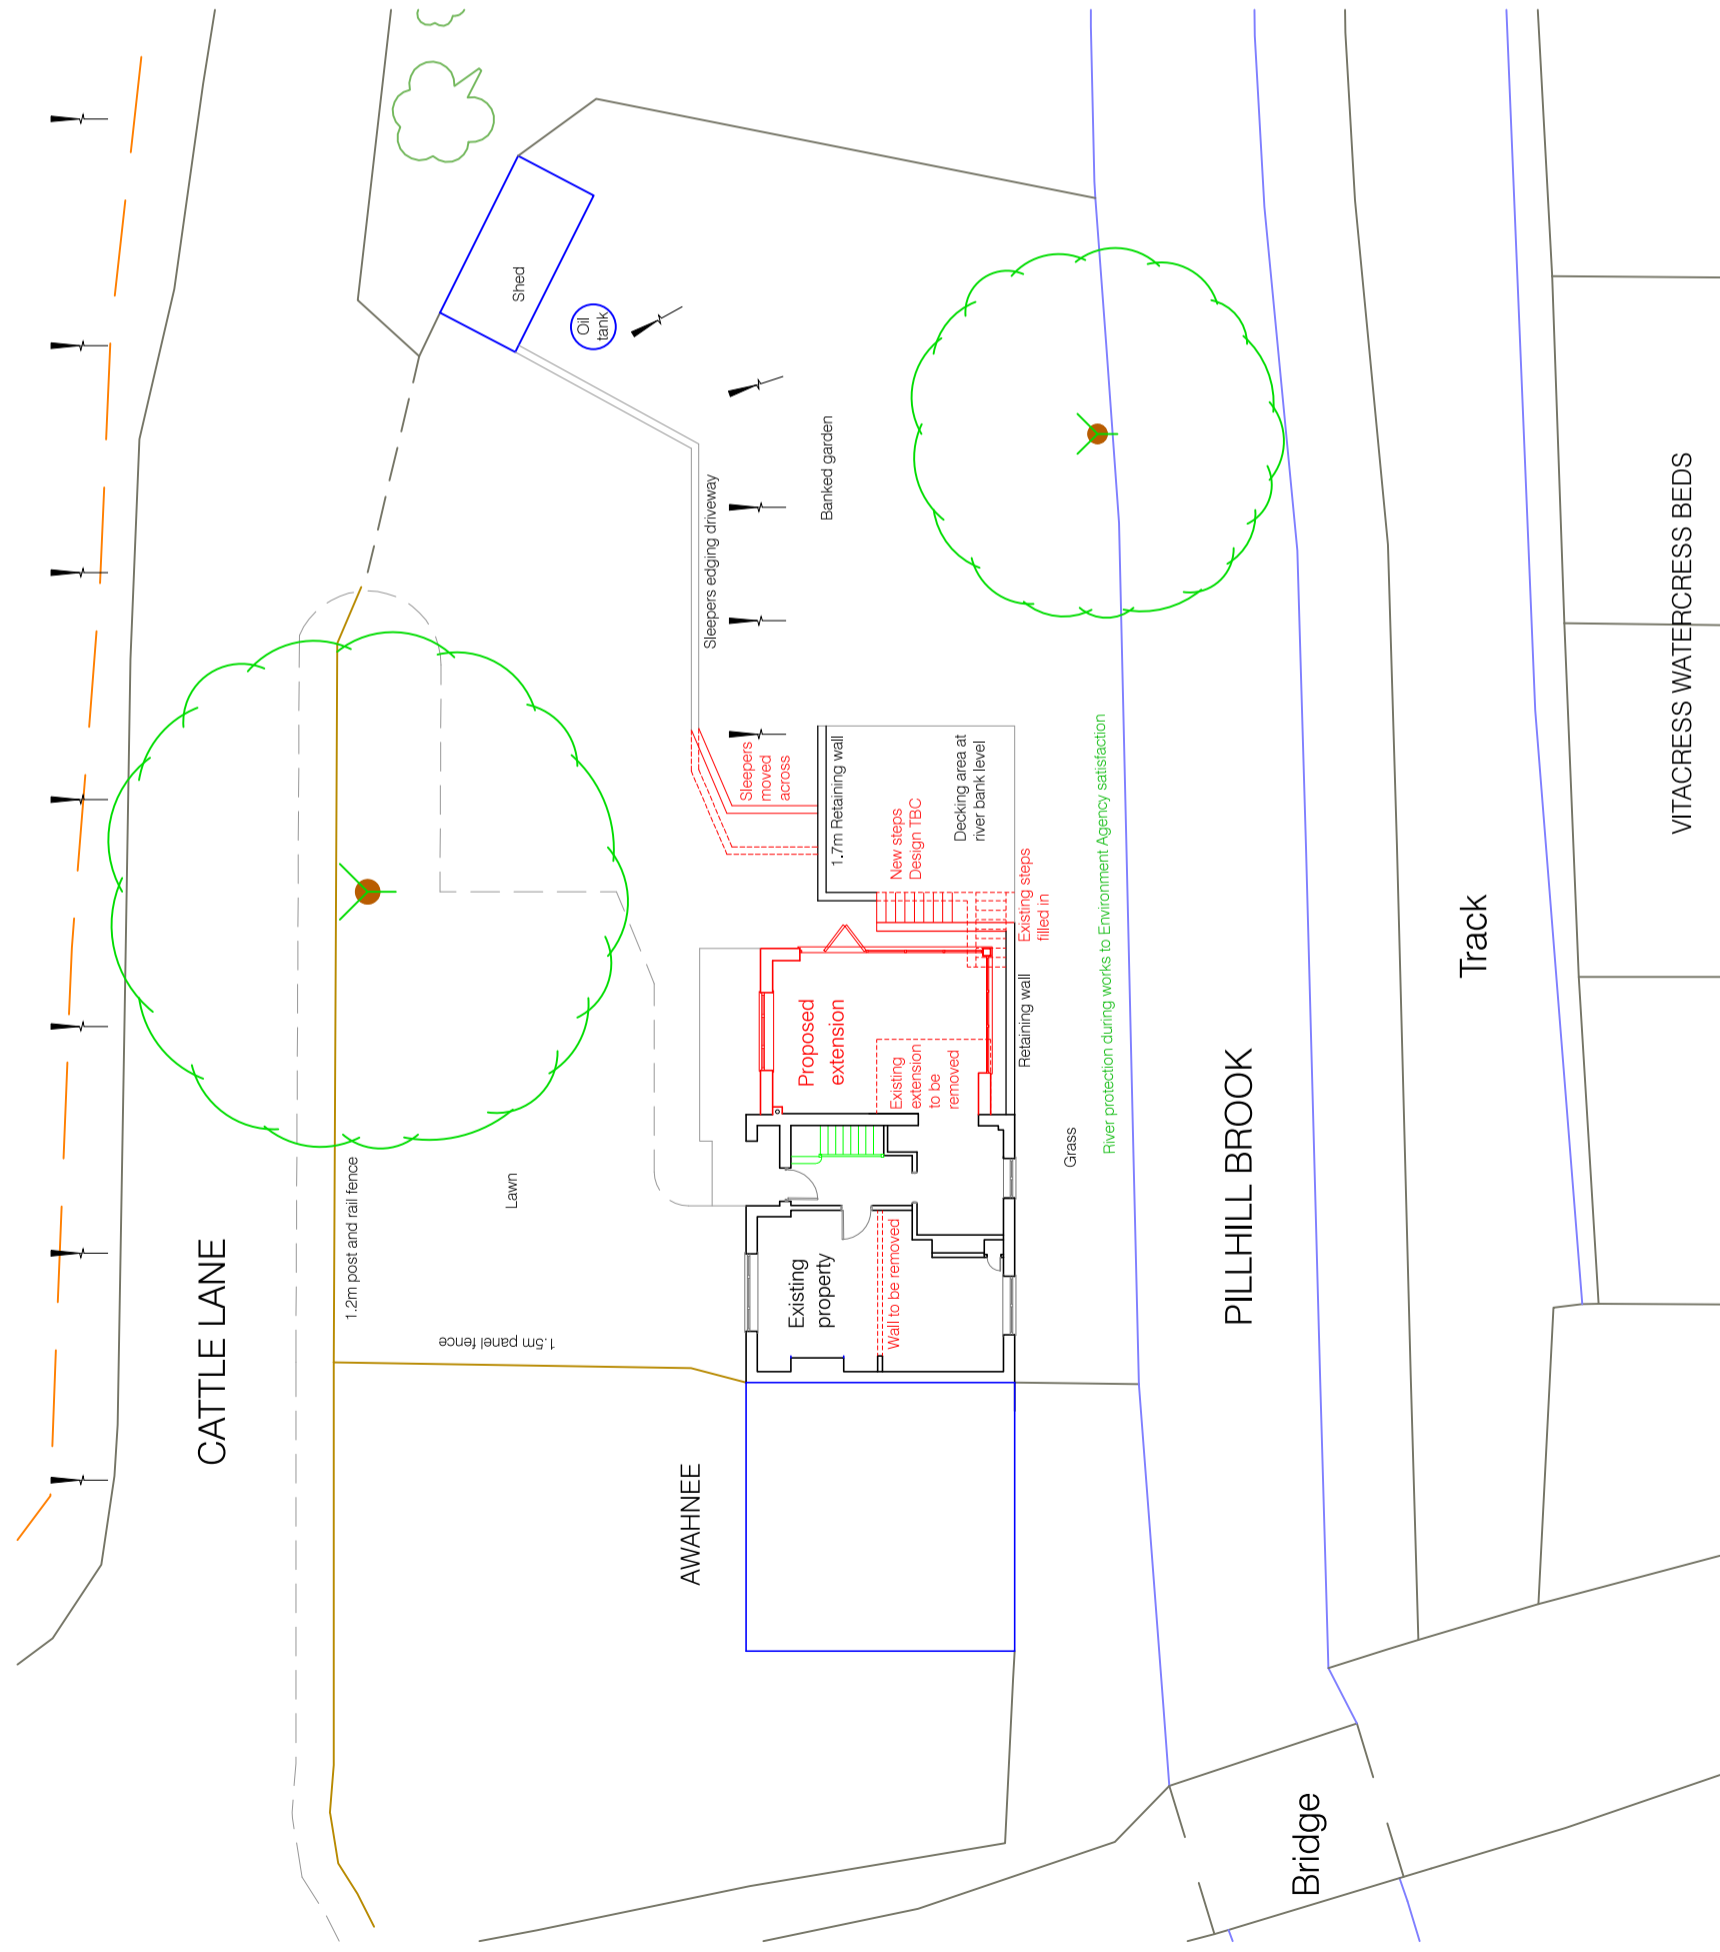 CATTLE LANE
1.2m post and rail fence
Lawn
1.5m panel fence
AWAHNEE
Shed
Oil
tank
Sleepers edging driveway
Banked garden
Sleepers
moved
across
1.7m Retaining wall
New steps
Design TBC
Decking area at
river bank level
Existing steps
filled in
Proposed
extension
Existing
extension
to be
removed
Retaining wall
Existing
property
Wall to be removed
Grass
River protection during works to Environment Agency satisfaction
PILLHILL BROOK
Bridge
Track
VITACRESS WATERCRESS BEDS